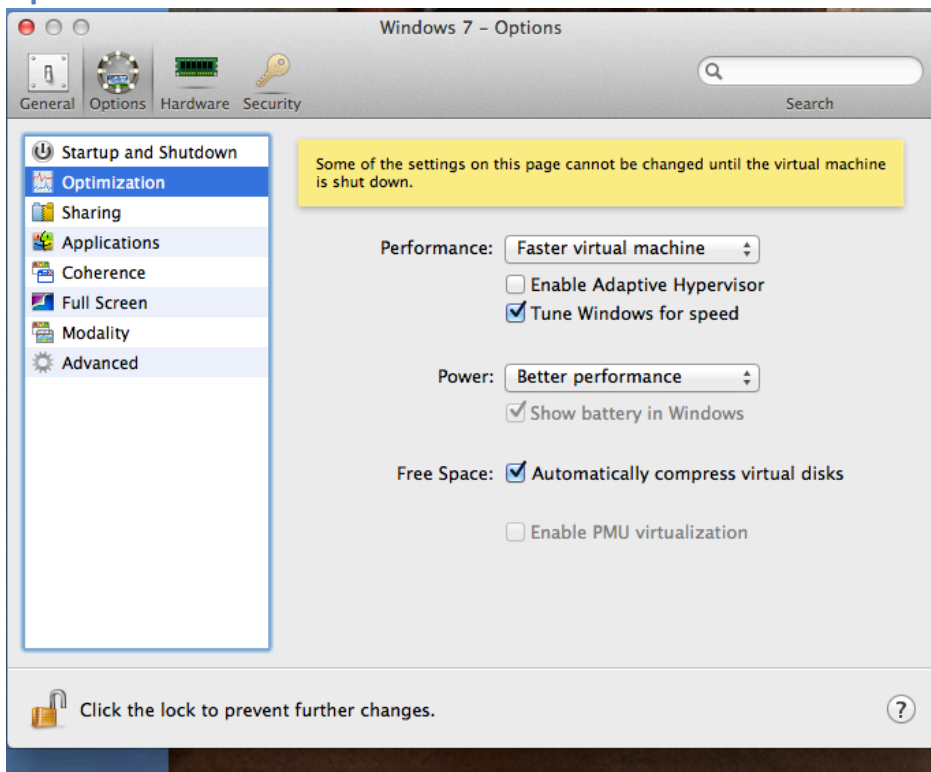 Windows 7 – Options
General Options Hardware Security
Search
Startup and Shutdown
Optimization
Sharing
Applications
Coherence
Full Screen
Modality
Advanced
Some of the settings on this page cannot be changed until the virtual machine
is shut down.
Performance: Faster virtual machine
Enable Adaptive Hypervisor
Tune Windows for speed
Power: Better performance
Show battery in Windows
Free Space: Automatically compress virtual disks
Enable PMU virtualization
Click the lock to prevent further changes.
?